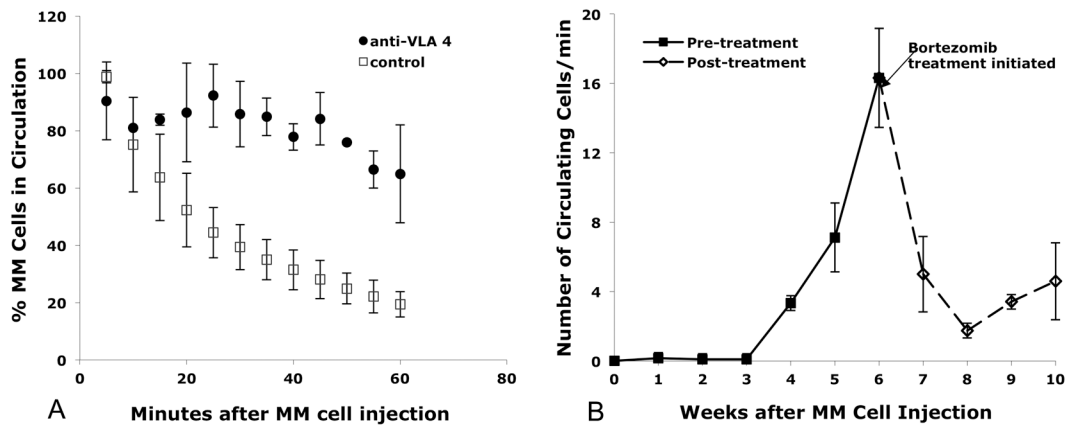 120
100
80
60
40
20
0
% MM Cells in Circulation
anti-VLA 4
control
0 20 40 60 80
Minutes after MM cell injection
A
20
16
12
8
4
0
Number of Circulating Cells/min
Pre-treatment
Post-treatment
Bortezomib
treatment initiated
0 1 2 3 4 5 6 7 8 9 10
Weeks after MM Cell Injection
B